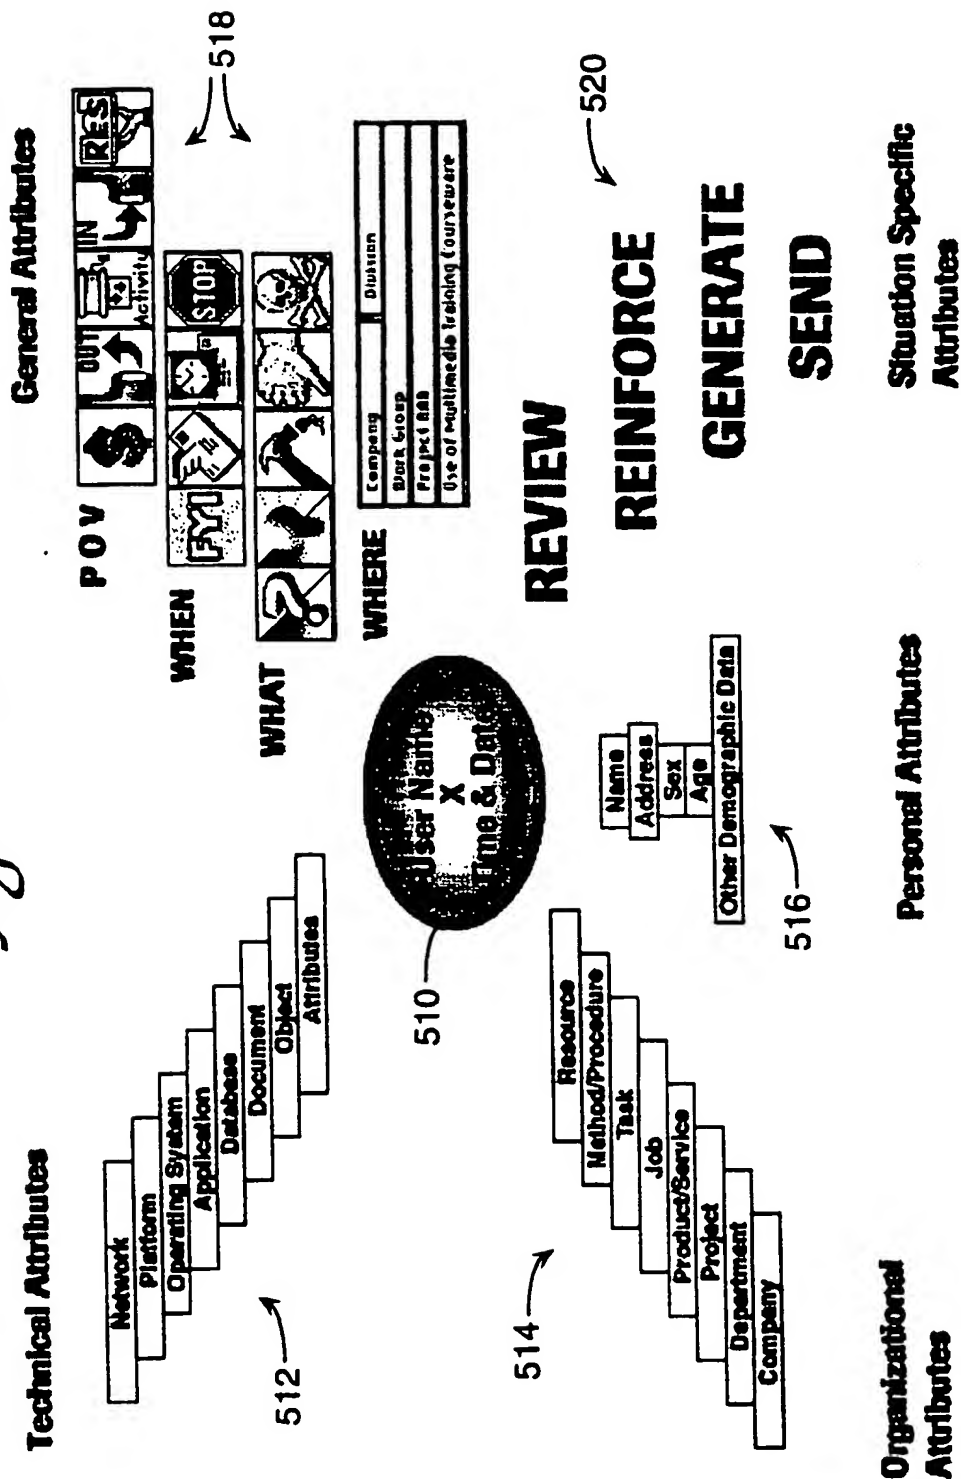 Technical Attributes
Network
Platform
Operating System
Application
Database
Document
Object
Attributes
512
General Attributes
POV
OUT
Activity
IN
RES
WHEN
FYI
STOP
WHAT
?
518
WHERE
Company
Division
Work Group
Project RAB
Use of Multimedia Training Courseware
510
User Name
X
Time & Date
514
Resource
Method/Procedure
Task
Job
Product/Service
Project
Department
Company
Organizational
Attributes
Name
Address
Sex
Age
Other Demographic Data
516
Personal Attributes
REVIEW
REINFORCE
GENERATE
SEND
520
Situation Specific
Attributes